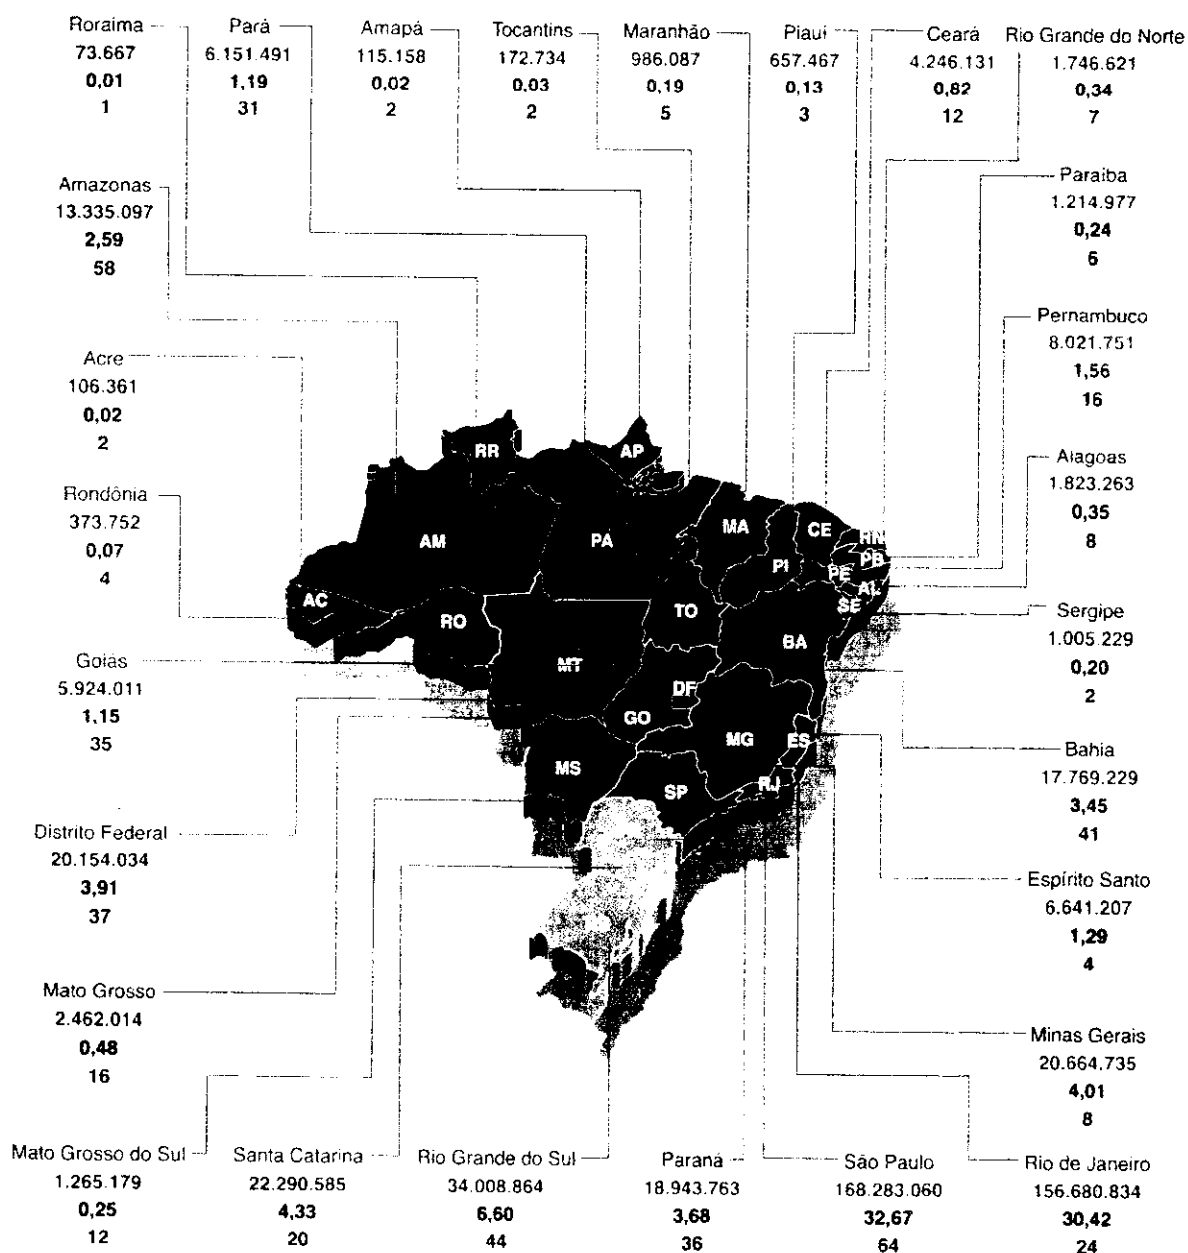 Roraima
73.667
0,01
1
Pará
6.151.491
1,19
31
Amapá
115.158
0,02
2
Tocantins
172.734
0,03
2
Maranhão
986.087
0,19
5
Piauí
657.467
0,13
3
Ceará
4.246.131
0,82
12
Rio Grande do Norte
1.746.621
0,34
7
Amazonas
13.335.097
2,59
58
Paraíba
1.214.977
0,24
6
Acre
106.361
0,02
2
Pernambuco
8.021.751
1,56
16
Rondônia
373.752
0,07
4
Alagoas
1.823.263
0,35
8
Goiás
5.924.011
1,15
35
Sergipe
1.005.229
0,20
2
Distrito Federal
20.154.034
3,91
37
Bahia
17.769.229
3,45
41
Mato Grosso
2.462.014
0,48
16
Espírito Santo
6.641.207
1,29
4
Minas Gerais
20.664.735
4,01
8
RR
AP
AM
PA
MA
CE
RN
PB
PI
PE
AL
SE
AC
RO
TO
BA
MT
DF
GO
MG
ES
MS
SP
RJ
Mato Grosso do Sul
1.265.179
0,25
12
Santa Catarina
22.290.585
4,33
20
Rio Grande do Sul
34.008.864
6,60
44
Paraná
18.943.763
3,68
36
São Paulo
168.283.060
32,67
64
Rio de Janeiro
156.680.834
30,42
24